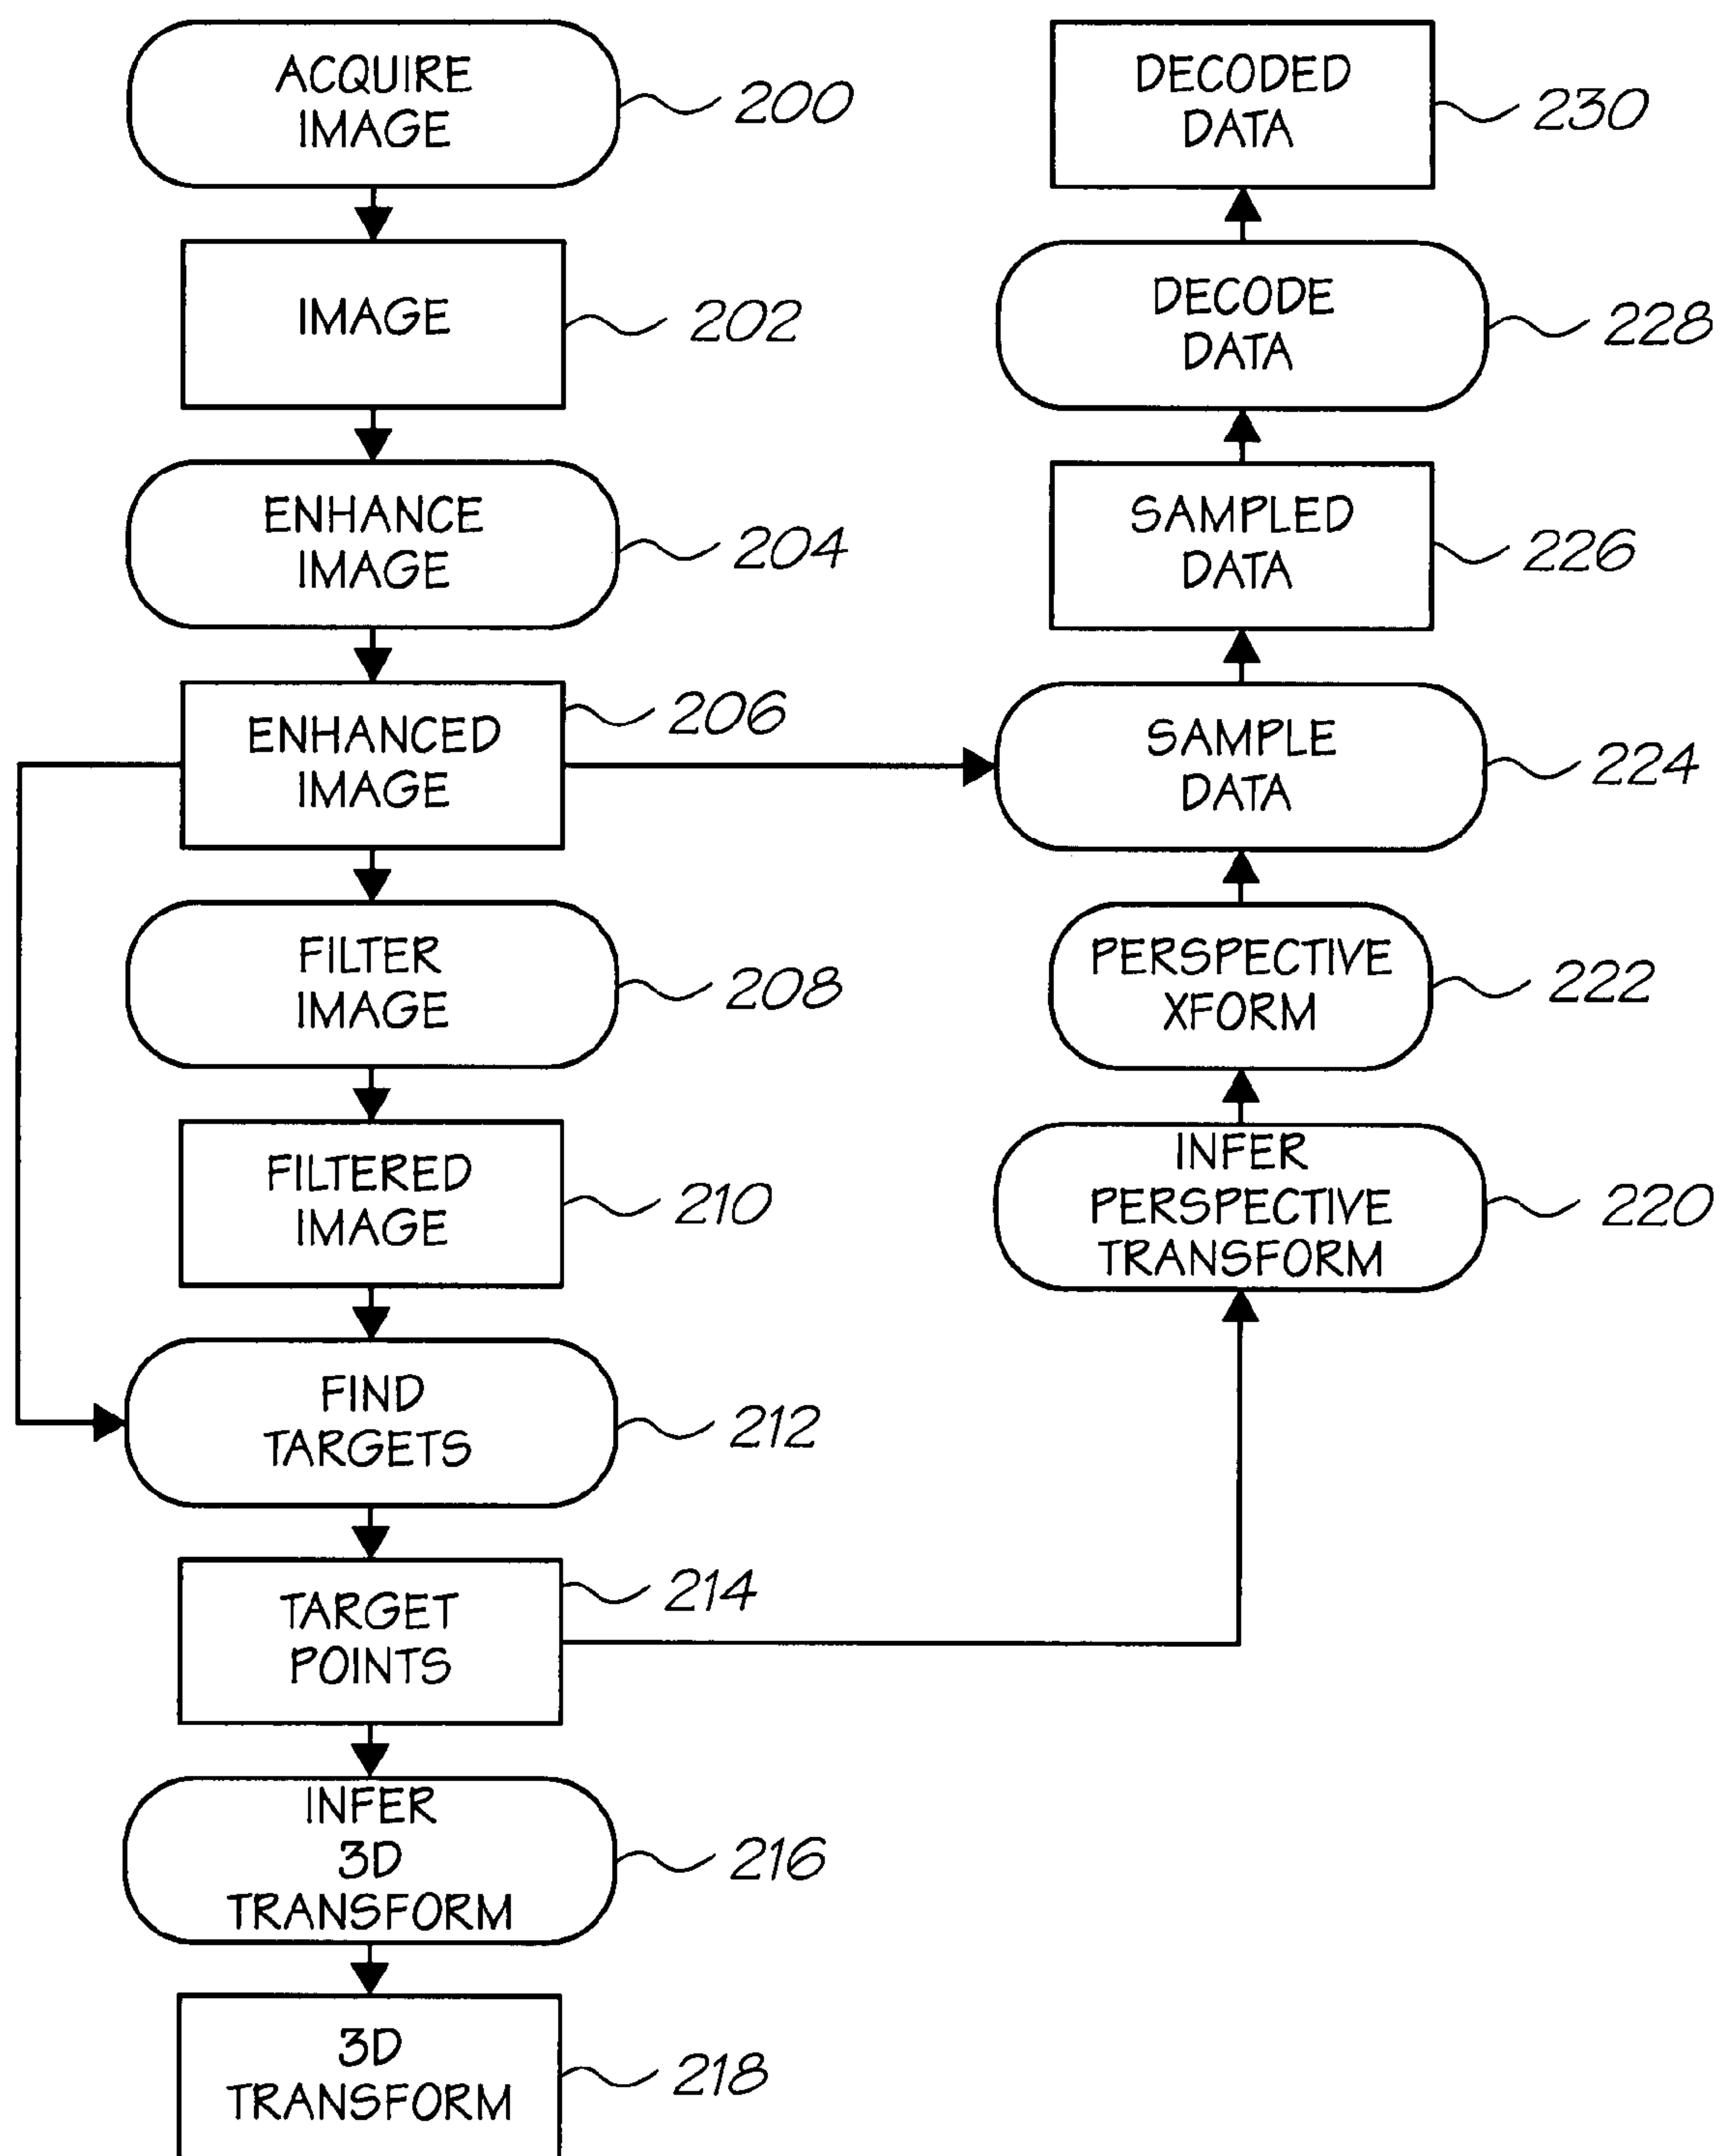 ACQUIRE
IMAGE
200
IMAGE
202
ENHANCE
IMAGE
204
ENHANCED
IMAGE
206
FILTER
IMAGE
208
FILTERED
IMAGE
210
FIND
TARGETS
212
TARGET
POINTS
214
INFER
3D
TRANSFORM
216
3D
TRANSFORM
218
DECODED
DATA
230
DECODE
DATA
228
SAMPLED
DATA
226
SAMPLE
DATA
224
PERSPECTIVE
XFORM
222
INFER
PERSPECTIVE
TRANSFORM
220